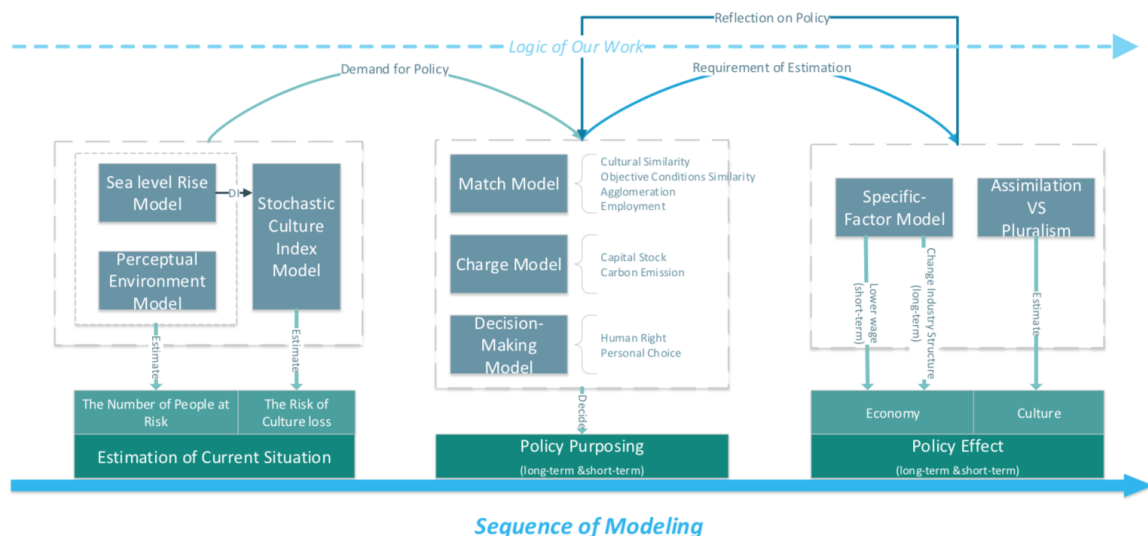 Reflection on Policy
Logic of Our Work
Demand for Policy
Requirement of Estimation
Sea level Rise
Model
DI
Stochastic
Culture
Index
Model
Perceptual
Environment
Model
Estimate
Estimate
The Number of People at
Risk
The Risk of
Culture loss
Estimation of Current Situation
Match Model
Cultural Similarity
Objective Conditions Similarity
Agglomeration
Employment
Charge Model
Capital Stock
Carbon Emission
Decision-
Making Model
Human Right
Personal Choice
Decide
Policy Purposing
(long-term &short-term)
Specific-
Factor Model
Assimilation
VS
Pluralism
Lower wage
(short-term)
Change Industry Structure
(long-term)
Estimate
Economy
Culture
Policy Effect
(long-term &short-term)
Sequence of Modeling